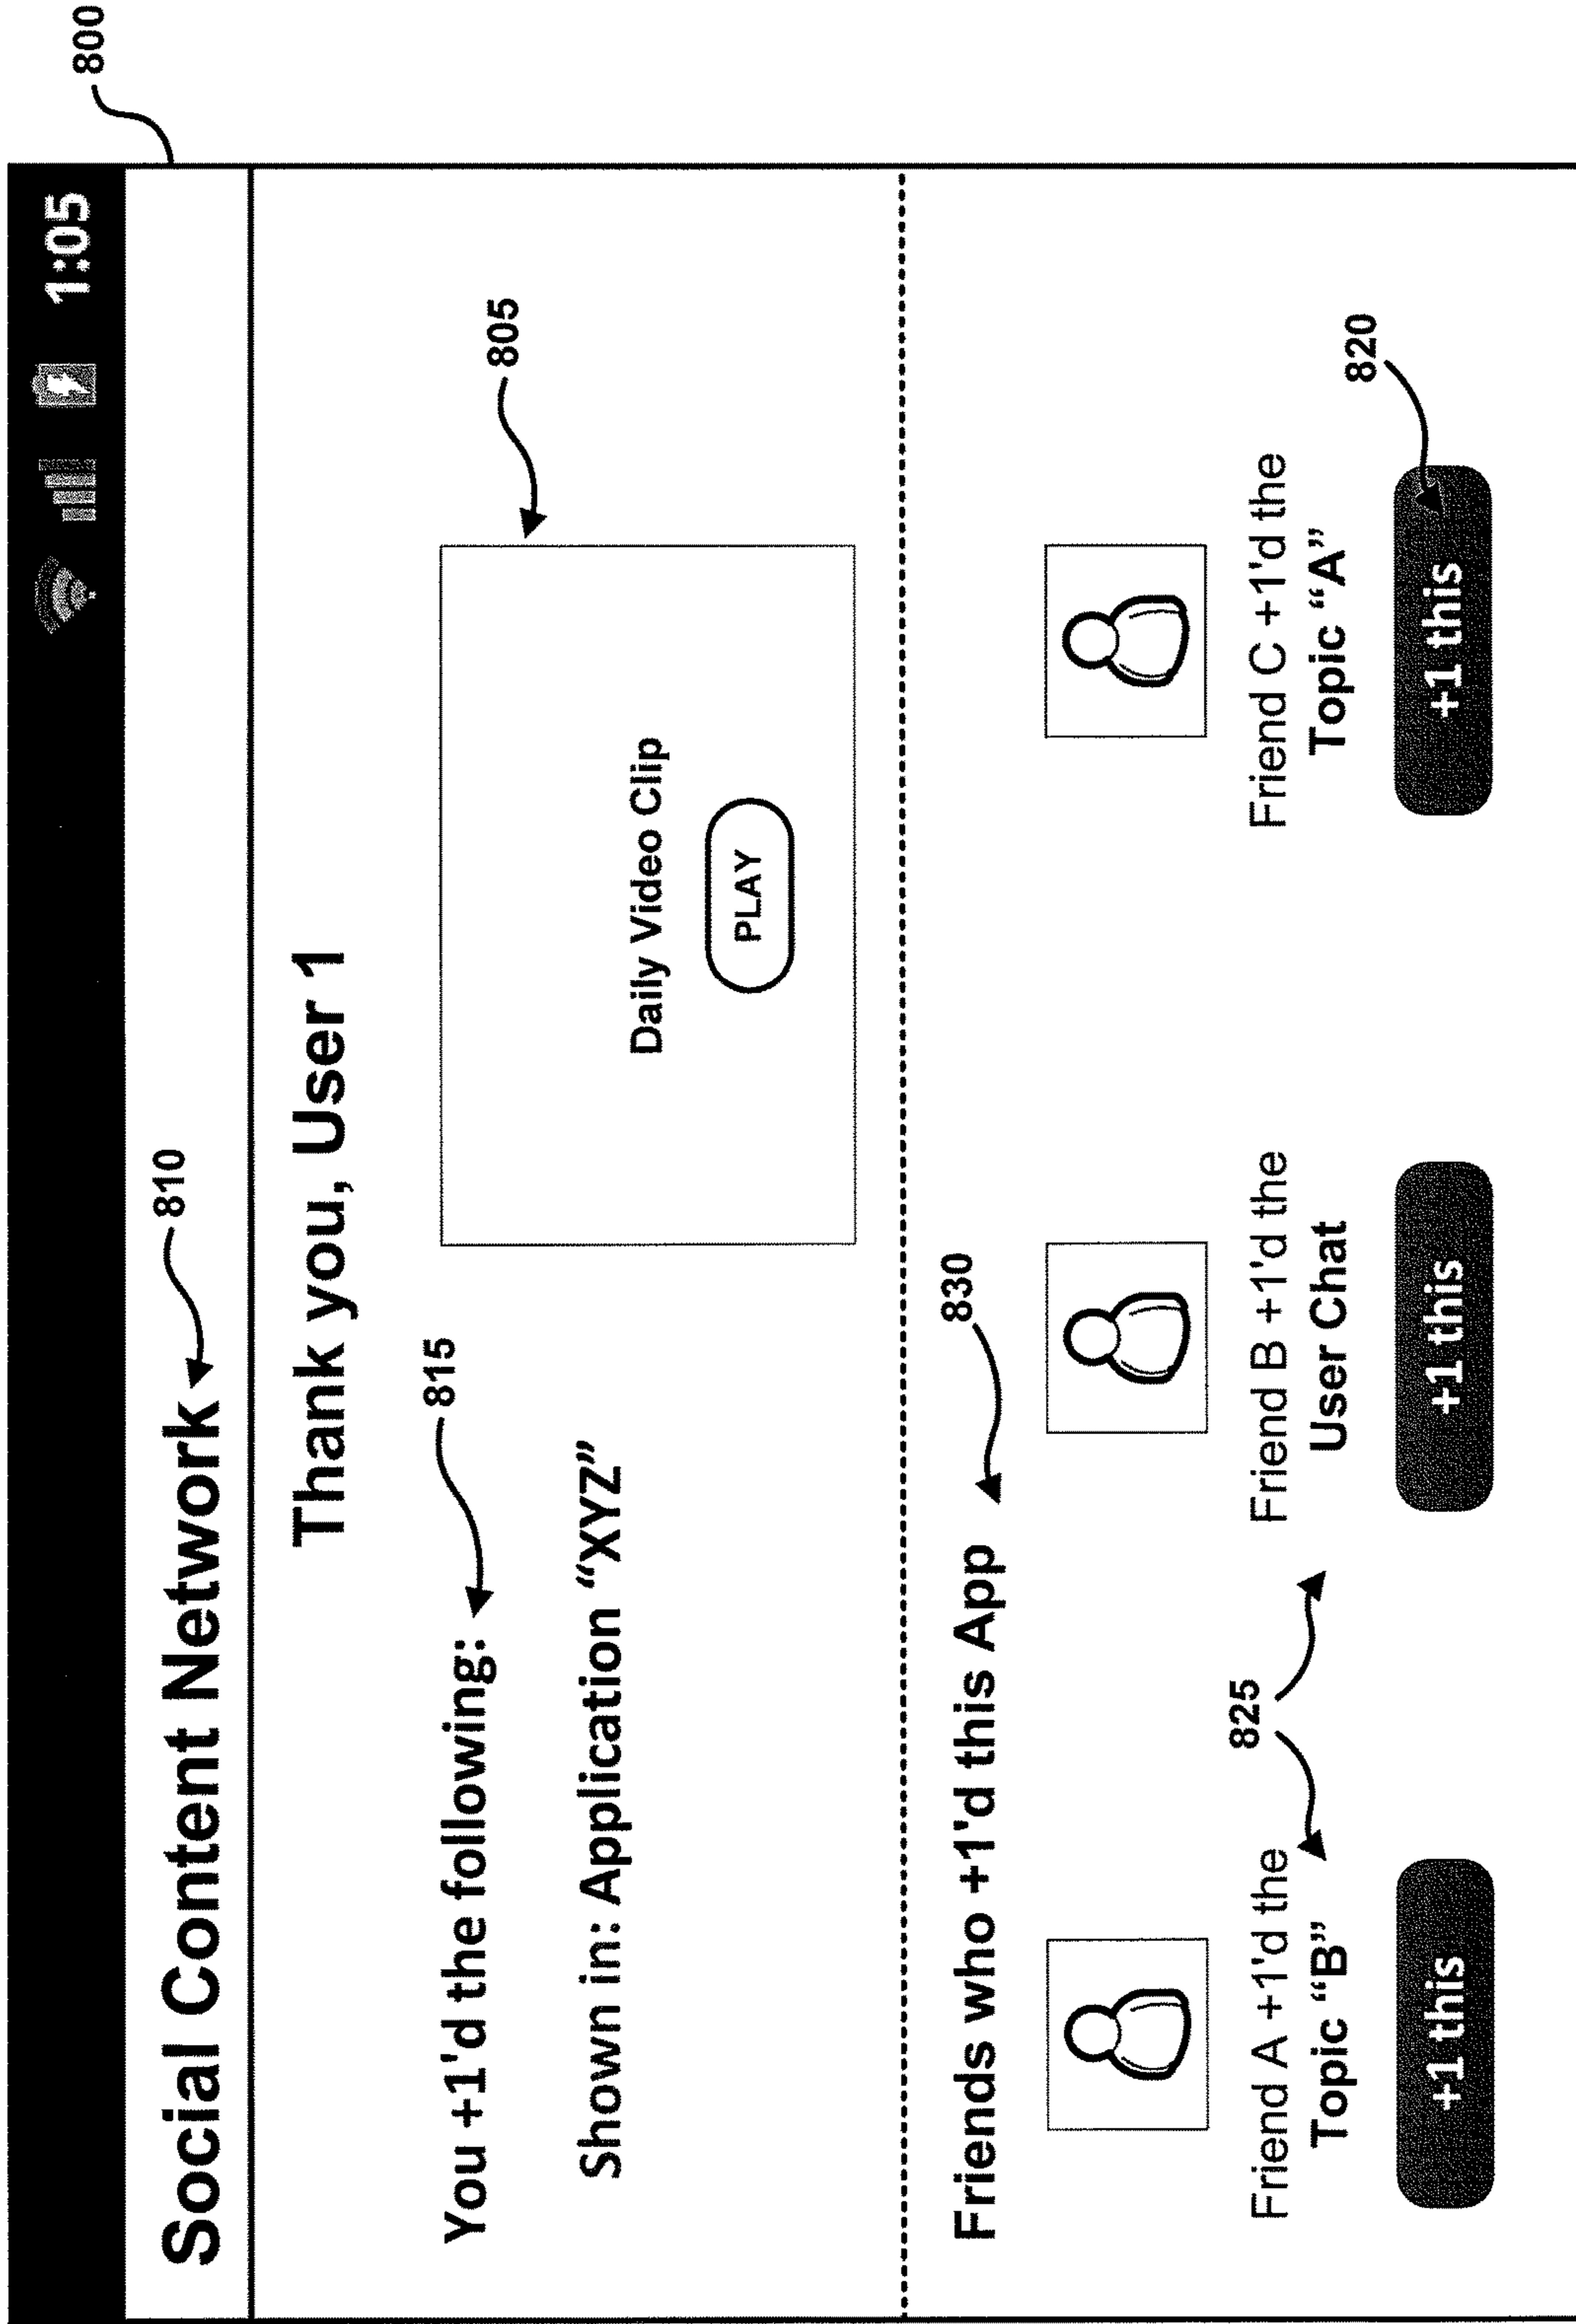 800
1:05
Social Content Network
810
Thank you, User 1
You +1'd the following:
815
Shown in: Application “XYZ”
805
Daily Video Clip
PLAY
Friends who +1'd this App
830
825
Friend A +1'd the
Topic “B”
+1 this
Friend B +1'd the
User Chat
+1 this
Friend C +1'd the
Topic “A”
+1 this
820